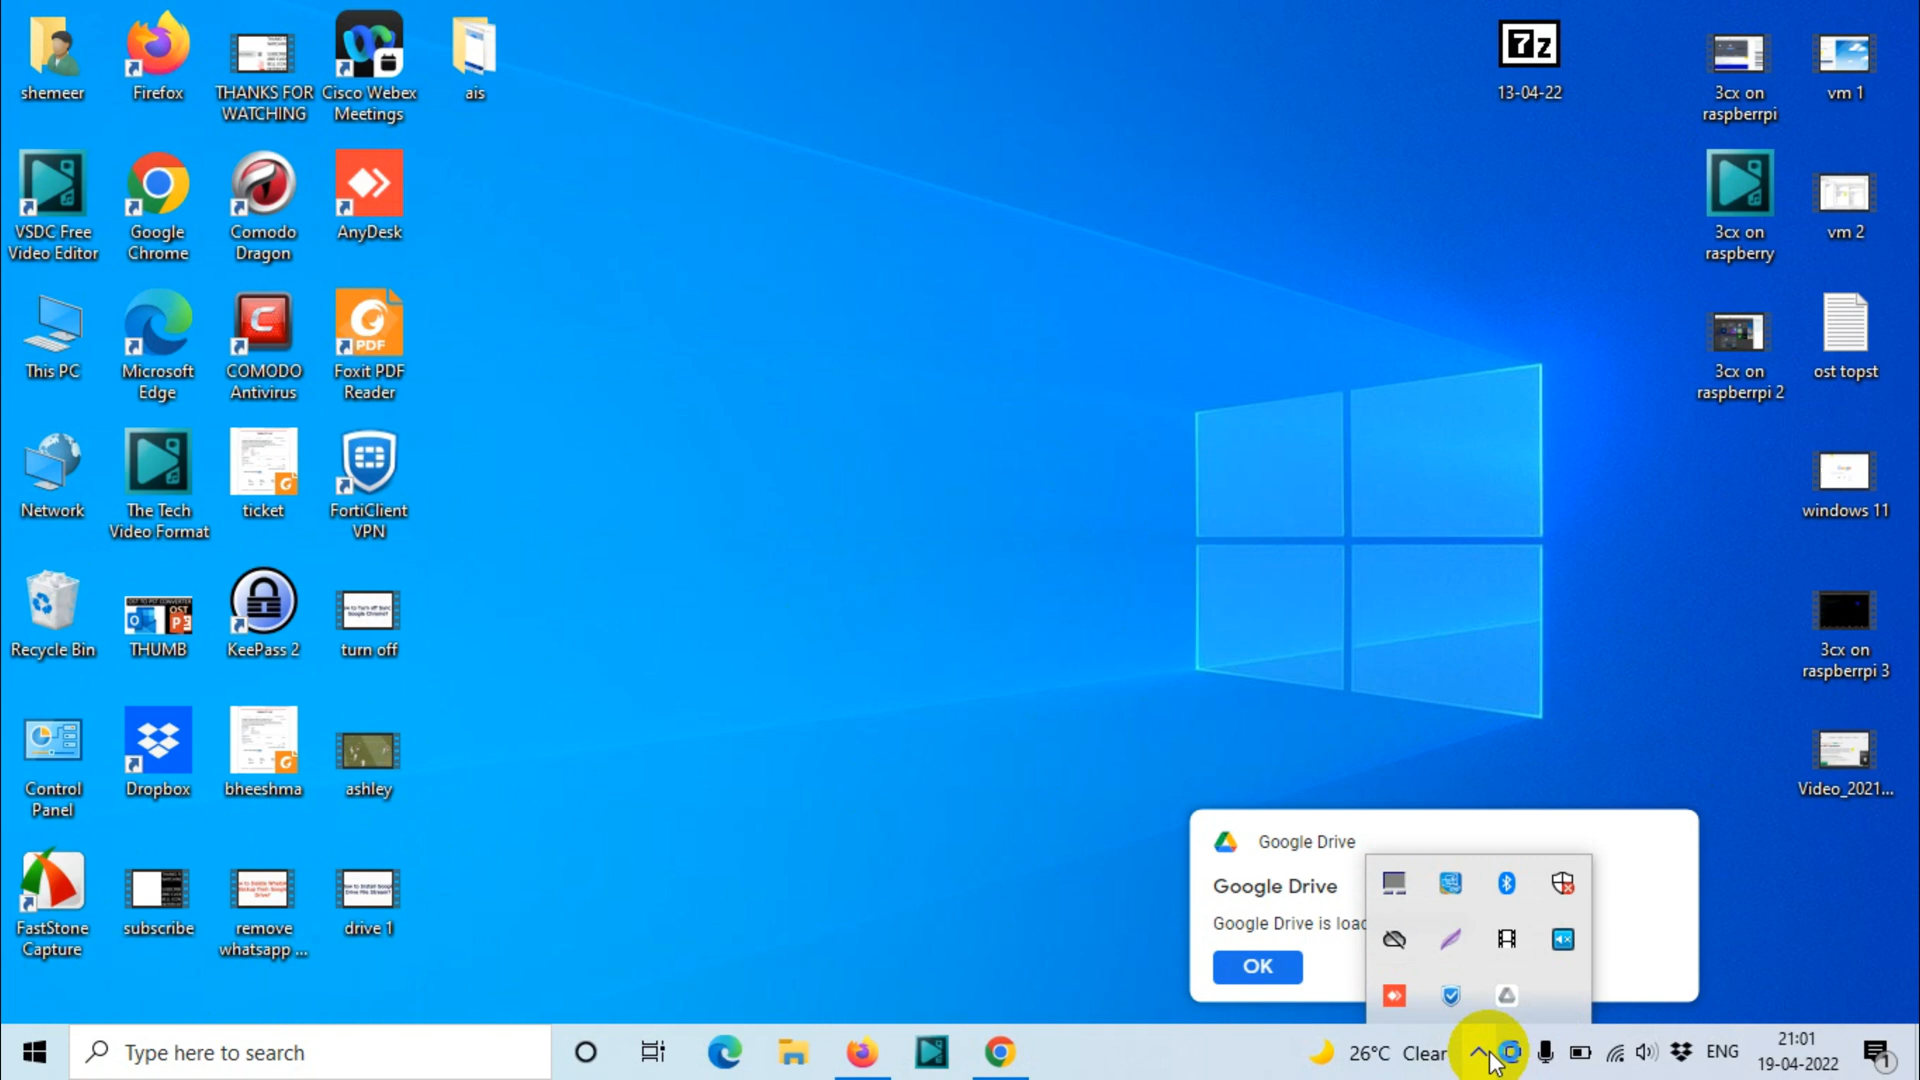 shemeer
Firefox
THANKS FOR
WATCHING
Cisco Webex
Meetings
ais
7z
13-04-22
3cx on
raspberrpi
vm 1
VSDC Free
Video Editor
Google
Chrome
Comodo
Dragon
AnyDesk
3cx on
raspberry
vm 2
This PC
Microsoft
Edge
COMODO
Antivirus
PDF
Foxit PDF
Reader
3cx on
raspberrpi 2
ost topst
Network
The Tech
Video Format
ticket
FortiClient
VPN
windows 11
Recycle Bin
OST
THUMB
KeePass 2
turn off
3cx on
raspberrpi 3
Control
Panel
Dropbox
bheeshma
ashley
Video_2021...
FastStone
Capture
subscribe
remove
whatsapp ...
drive 1
Google Drive
Google Drive
Google Drive is load
OK
Type here to search
26°C Clear
ENG
21:01
19-04-2022
1